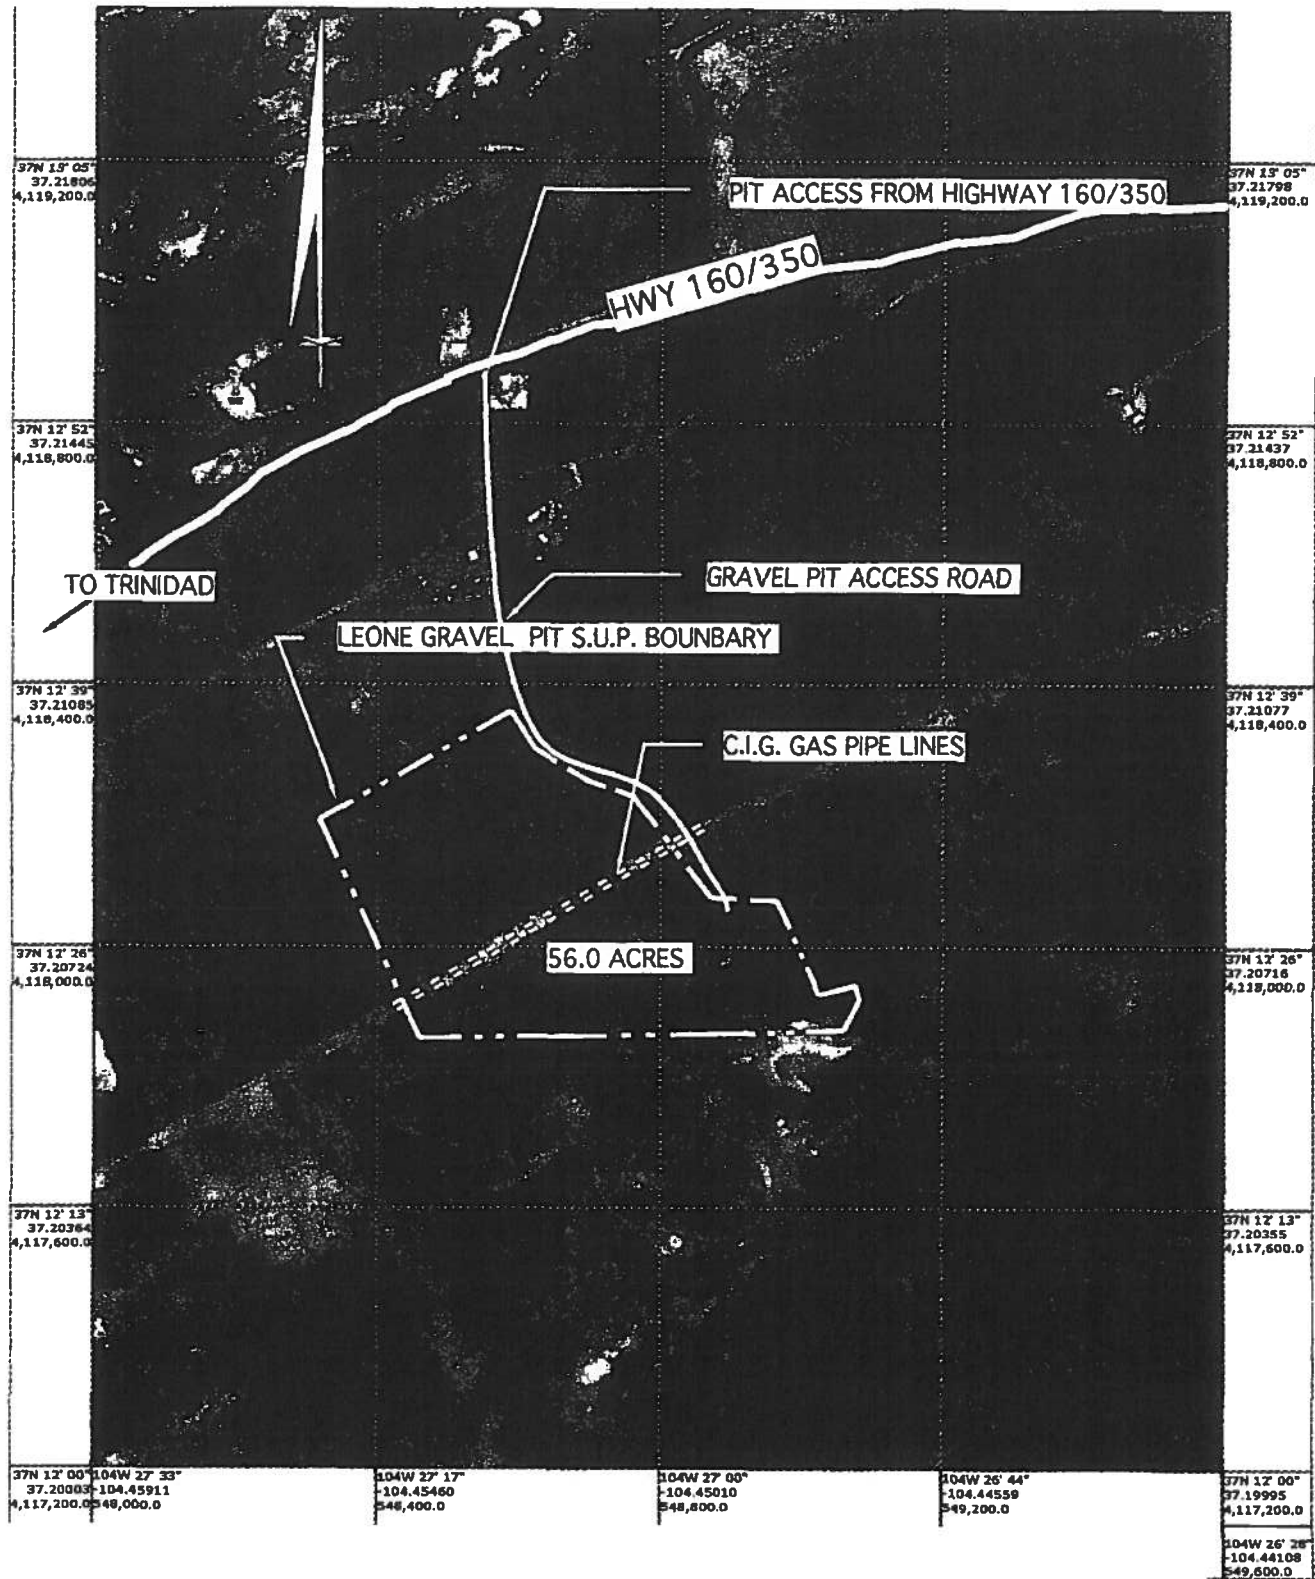 37N 13' 05"
37.21806
4,119,200.0
37N 13' 05"
37.21798
4,119,200.0
PIT ACCESS FROM HIGHWAY 160/350
HWY 160/350
37N 12' 52"
37.21445
4,118,800.0
37N 12' 52"
37.21437
4,118,800.0
TO TRINIDAD
GRAVEL PIT ACCESS ROAD
LEONE GRAVEL PIT S.U.P. BOUNBARY
37N 12' 39"
37.21085
4,118,400.0
37N 12' 39"
37.21077
4,118,400.0
C.I.G. GAS PIPE LINES
56.0 ACRES
37N 12' 26"
37.20724
4,118,000.0
37N 12' 26"
37.20716
4,118,000.0
37N 12' 13"
37.20364
4,117,600.0
37N 12' 13"
37.20355
4,117,600.0
37N 12' 00"
37.20003
4,117,200.0
104W 27' 33"
-104.45911
548,000.0
104W 27' 17"
-104.45460
548,400.0
104W 27' 00"
-104.45010
548,800.0
104W 26' 44"
-104.44559
549,200.0
37N 12' 00"
37.19995
4,117,200.0
104W 26' 28"
-104.44108
549,600.0